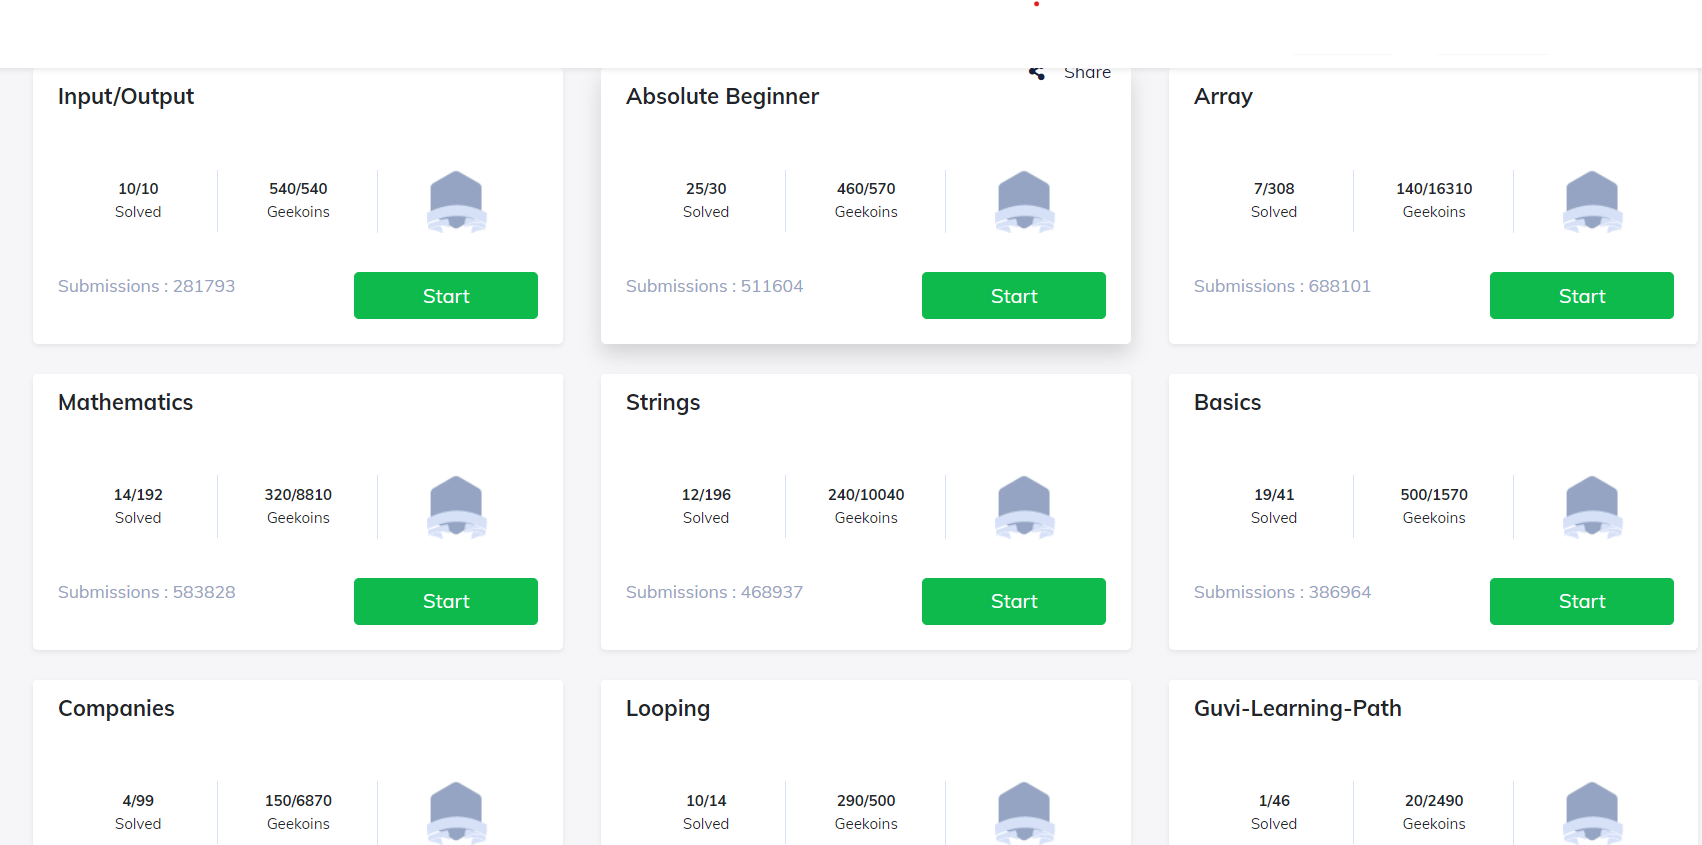 Share
Input/Output
Absolute Beginner
Array
10/10
540/540
25/30
460/570
7/308
140/16310
Solved
Geekoins
Solved
Geekoins
Solved
Geekoins
Submissions : 281793
Start
Submissions : 511604
Start
Submissions : 688101
Start
Mathematics
Strings
Basics
14/192
320/8810
12/196
240/10040
19/41
500/1570
Solved
Geekoins
Solved
Geekoins
Solved
Geekoins
Submissions : 583828
Start
Submissions : 468937
Start
Submissions : 386964
Start
Companies
Looping
Guvi-Learning-Path
4/99
150/6870
10/14
290/500
1/46
20/2490
Solved
Geekoins
Solved
Geekoins
Solved
Geekoins